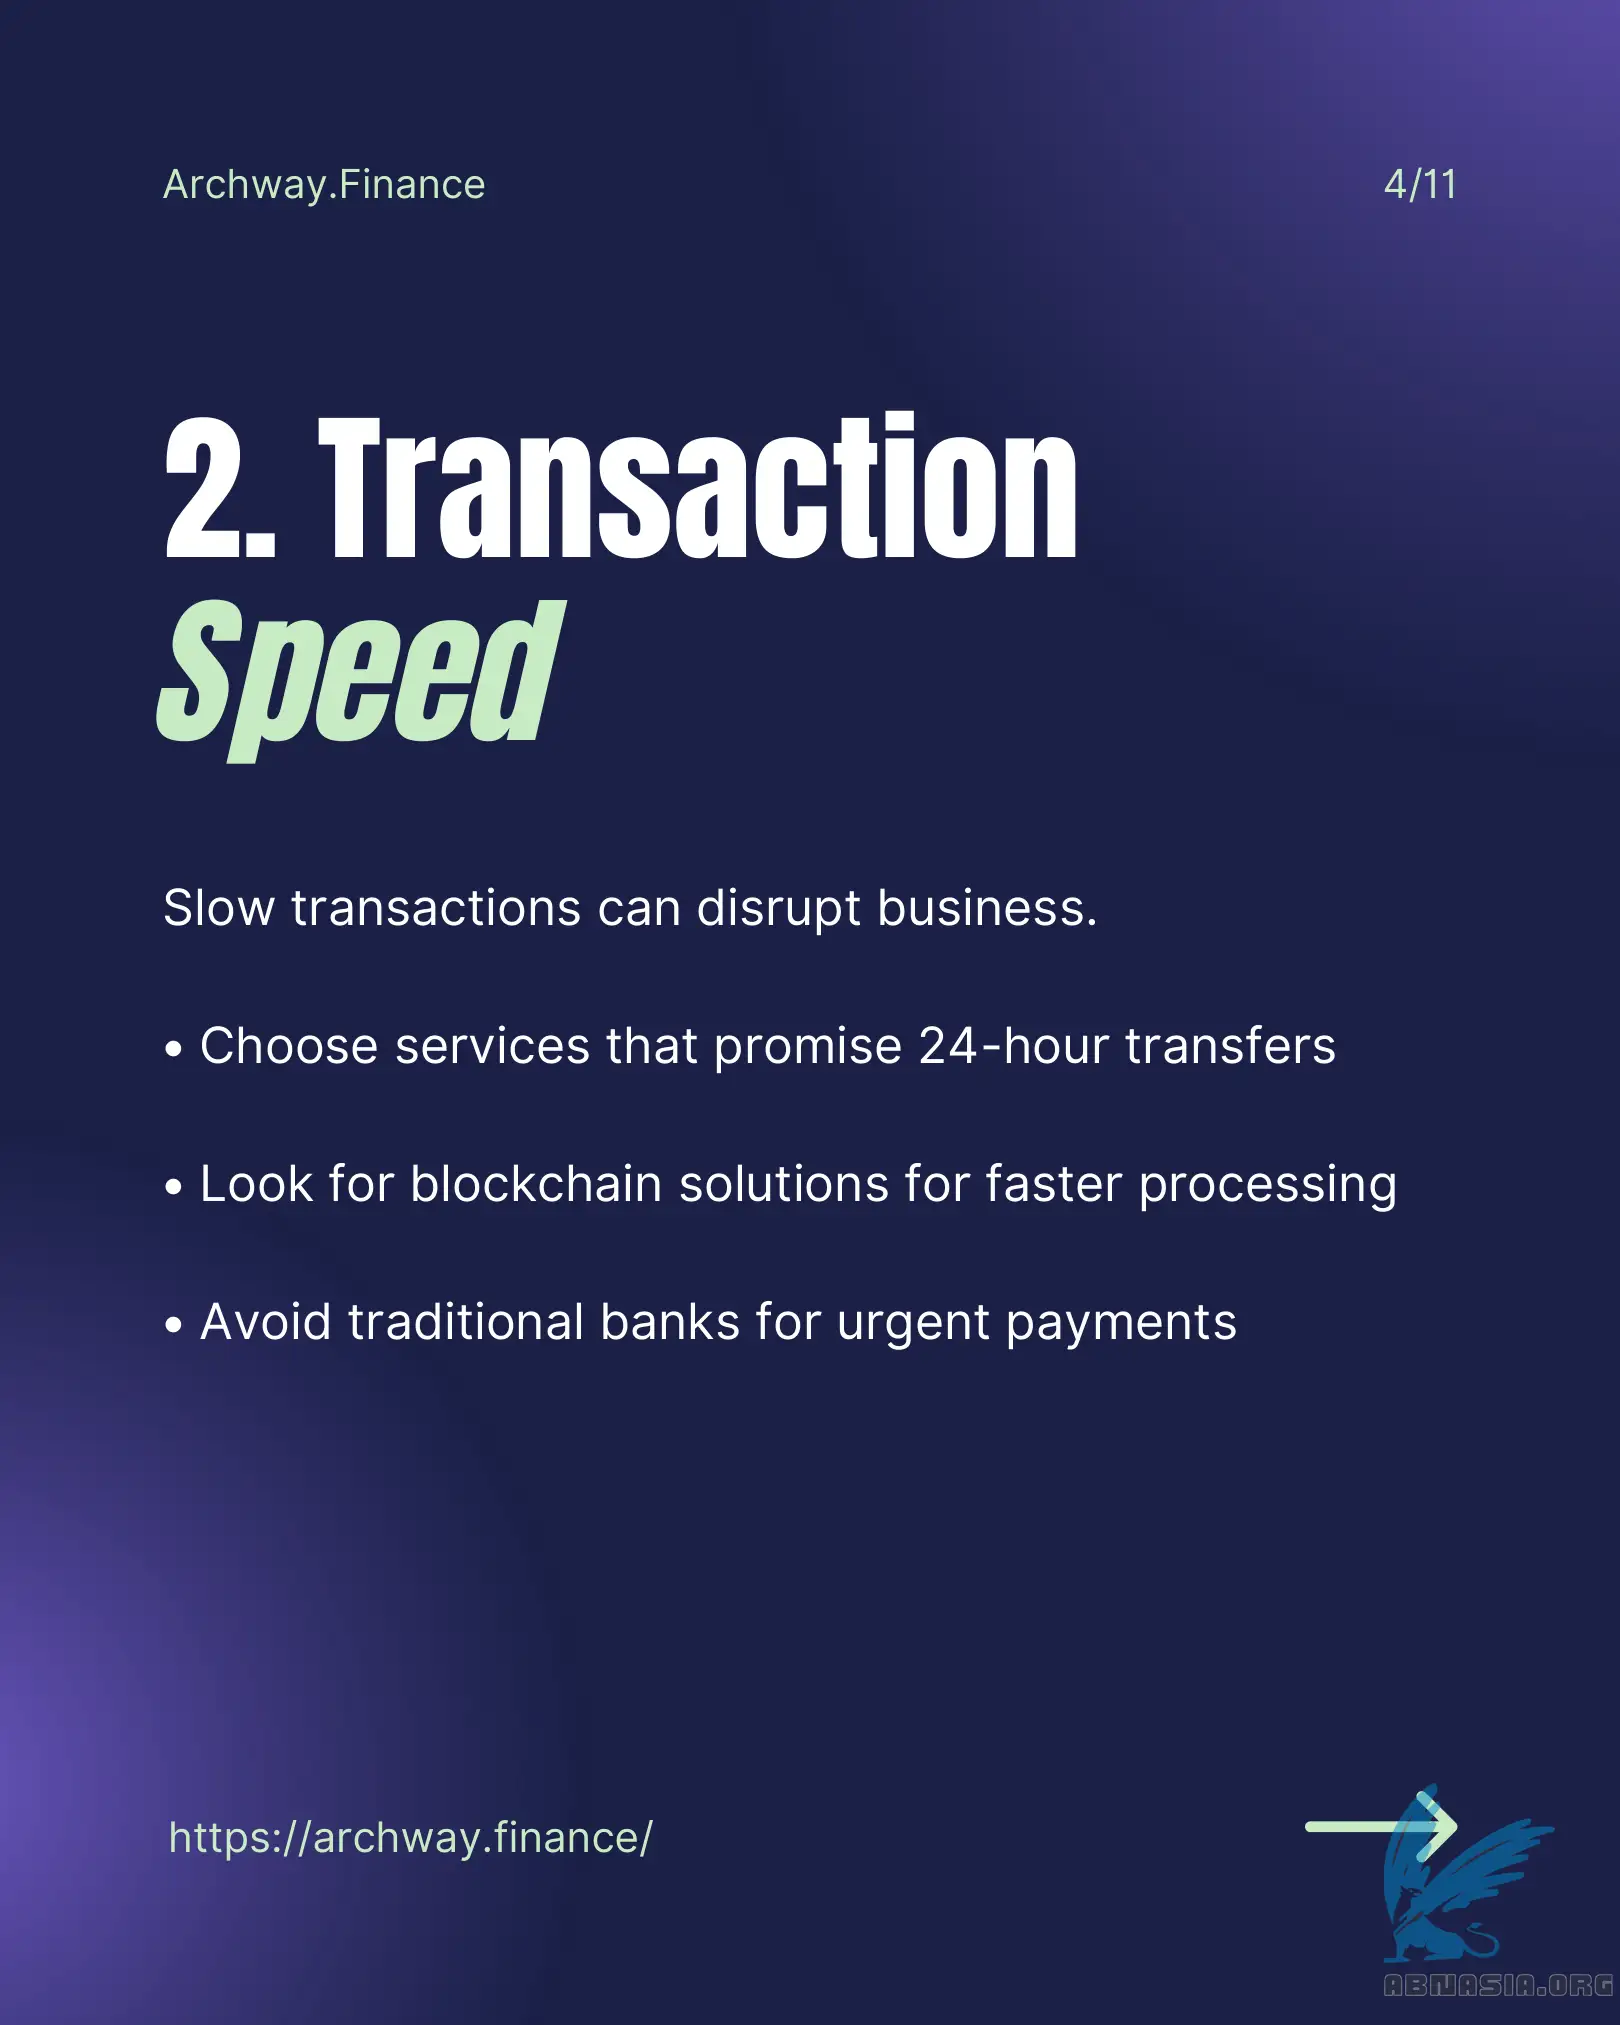 Archway.Finance
4/11
2. Transaction
Speed
Slow transactions can disrupt business.
• Choose services that promise 24-hour transfers
• Look for blockchain solutions for faster processing
• Avoid traditional banks for urgent payments
https://archway.finance/
ABNASIA.ORG